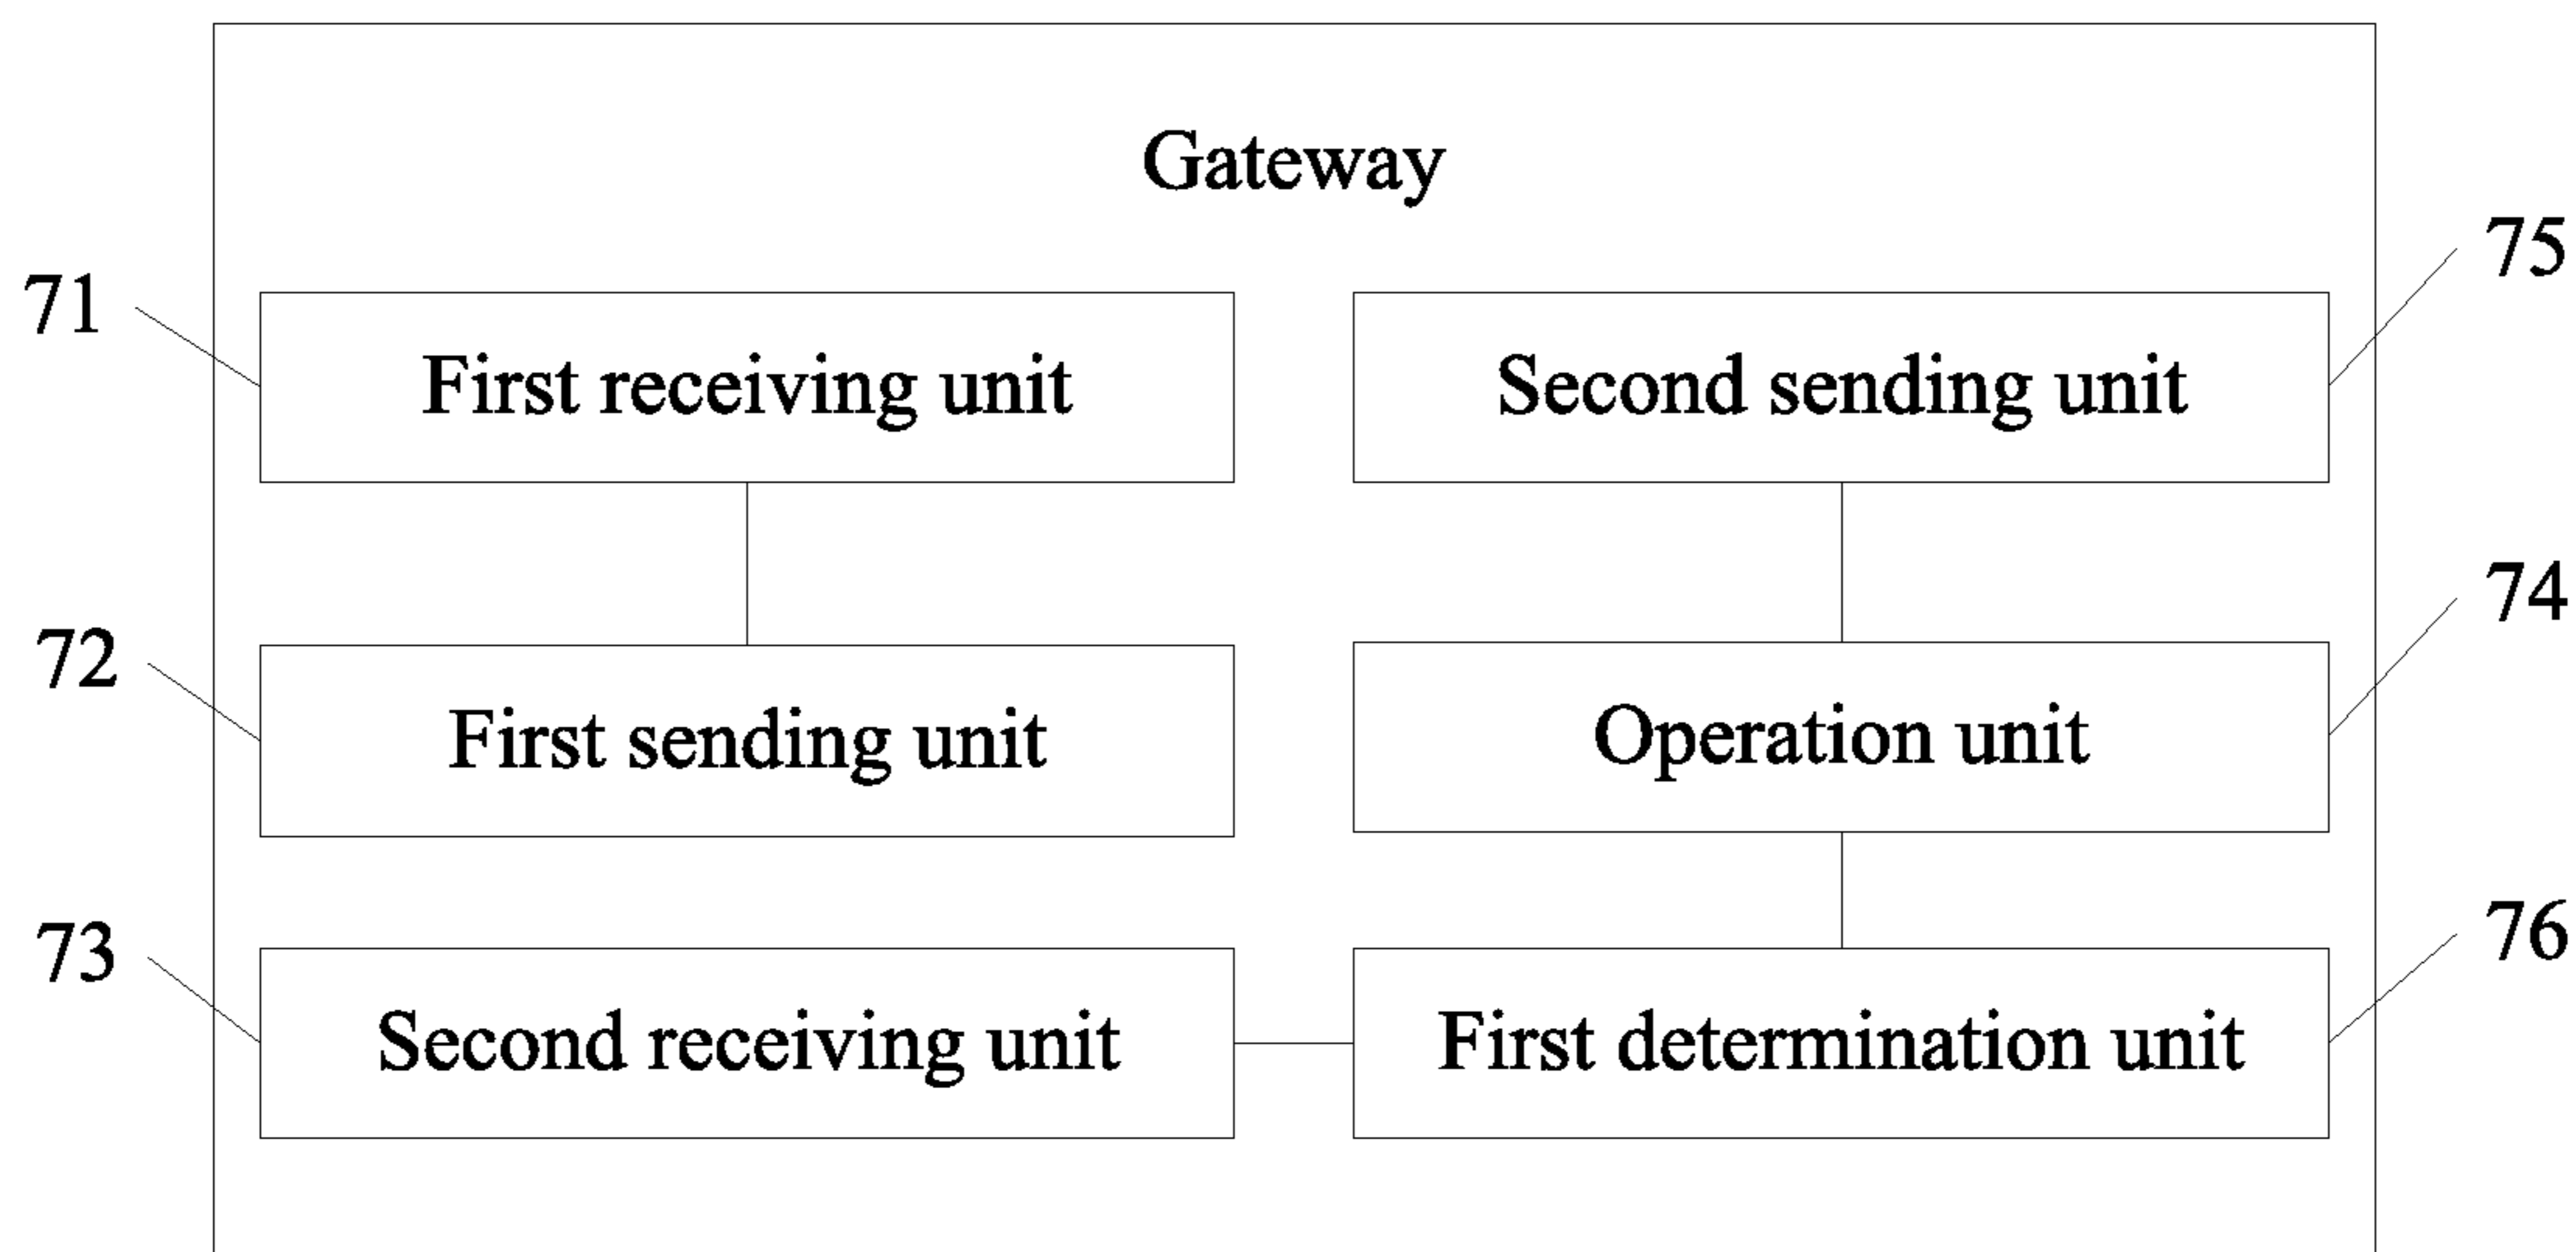 Gateway
71
First receiving unit
Second sending unit
75
72
First sending unit
Operation unit
74
73
Second receiving unit
First determination unit
76